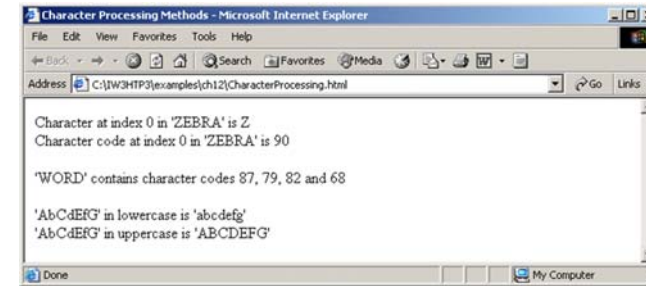 Character Processing Methods - Microsoft Internet Explorer
File Edit View Favorites Tools Help
Back Search Favorites Media
Address C:\IW3HTP3\examples\ch12\CharacterProcessing.html Go Links
Character at index 0 in 'ZEBRA' is Z
Character code at index 0 in 'ZEBRA' is 90
'WORD' contains character codes 87, 79, 82 and 68
'AbCdEfG' in lowercase is 'abcdefg'
'AbCdEfG' in uppercase is 'ABCDEFG'
Done My Computer